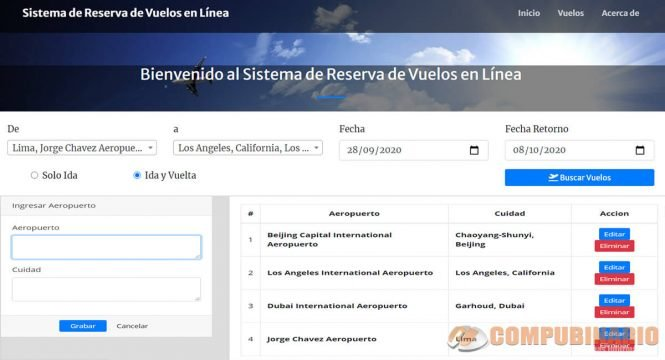 Sistema de Reserva de Vuelos en Línea
Inicio Vuelos Acerca de
Bienvenido al Sistema de Reserva de Vuelos en Línea
De a Fecha Fecha Retorno
Lima, Jorge Chavez Aeropue... Los Angeles, California, Los ... 28/09/2020 08/10/2020
Solo Ida Ida y Vuelta Buscar Vuelos
Ingresar Aeropuerto
Aeropuerto
Cuidad
Grabar Cancelar
# Aeropuerto Cuidad Accion
1 Beijing Capital International Aeropuerto Chaoyang-Shunyi, Beijing Editar Eliminar
2 Los Angeles International Aeropuerto Los Angeles, California Editar Eliminar
3 Dubai International Aeropuerto Garhoud, Dubai Editar Eliminar
4 Jorge Chavez Aeropuerto Lima Editar Eliminar
COMPUBINARIO